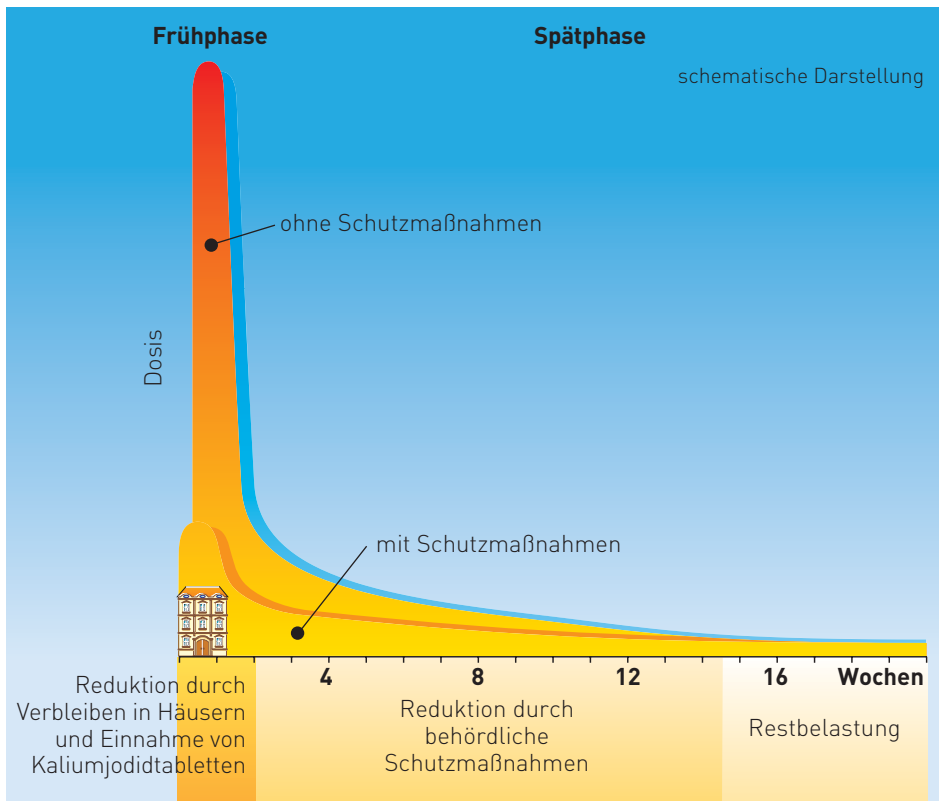 Frühphase
Spätphase
schematische Darstellung
ohne Schutzmaßnahmen
Dosis
mit Schutzmaßnahmen
4
8
12
16
Wochen
Reduktion durch
Verbleiben in Häusern
und Einnahme von
Kaliumjodidtabletten
Reduktion durch
behördliche
Schutzmaßnahmen
Restbelastung